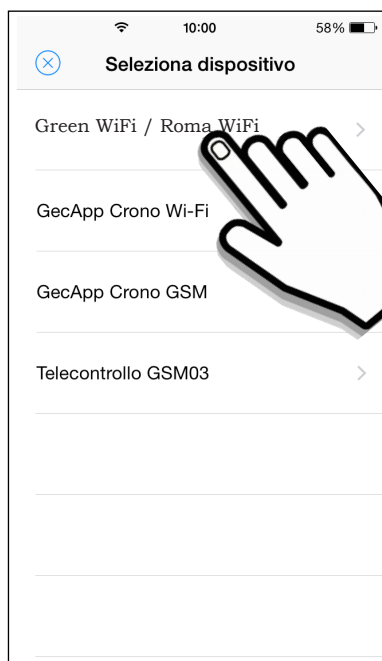 10:00
58%
Seleziona dispositivo
Green WiFi / Roma WiFi
GecApp Crono Wi-Fi
GecApp Crono GSM
Telecontrollo GSM03